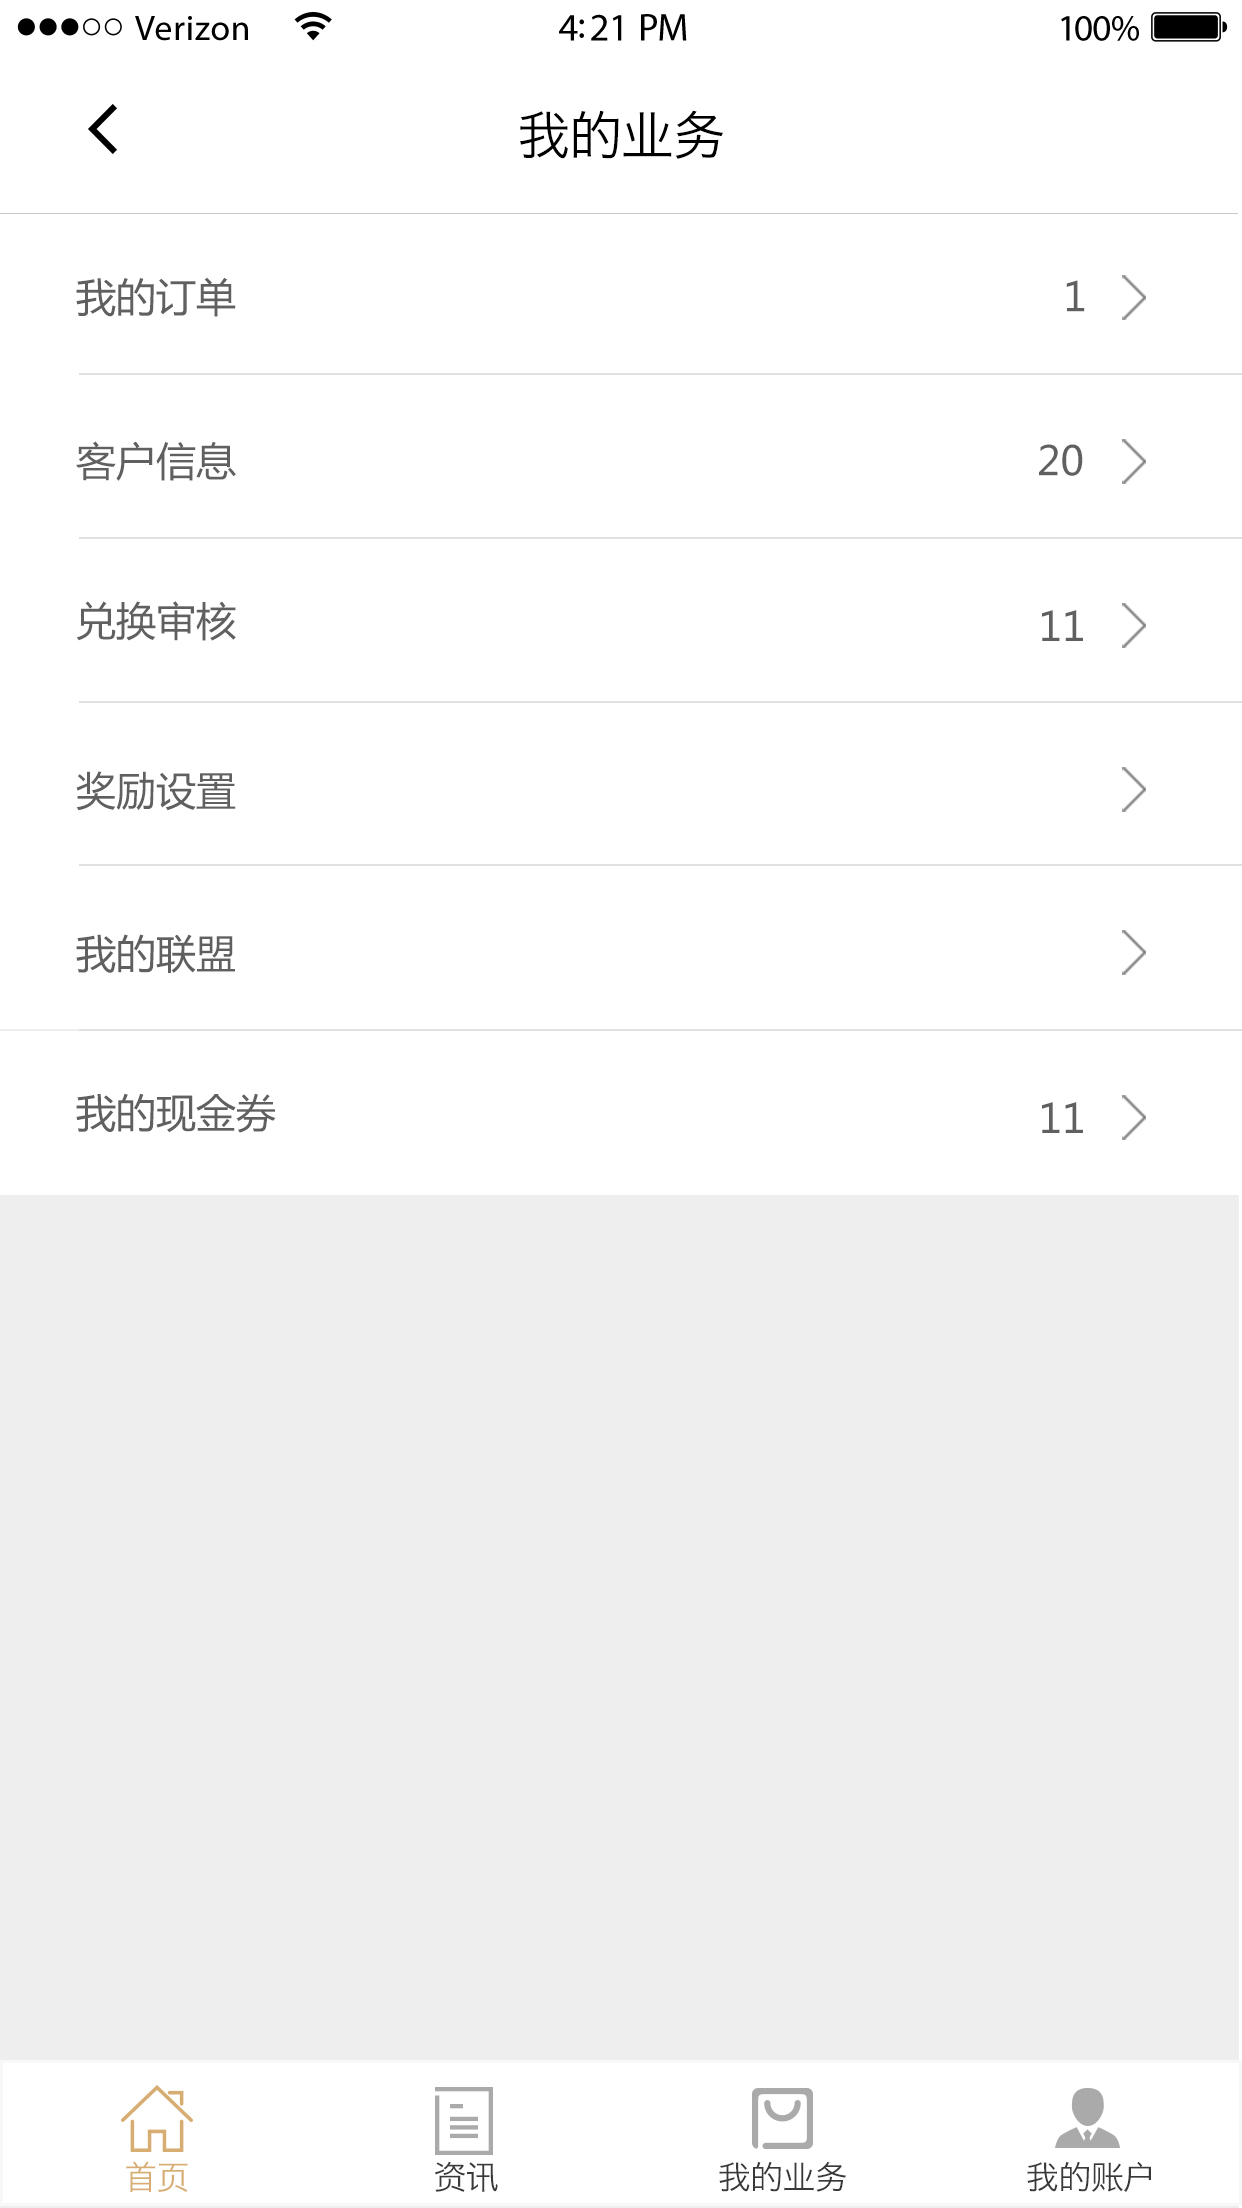 Verizon 4:21 PM 100%
我的业务
我的订单 1
客户信息 20
兑换审核 11
奖励设置
我的联盟
我的现金券 11
首页 资讯 我的业务 我的账户